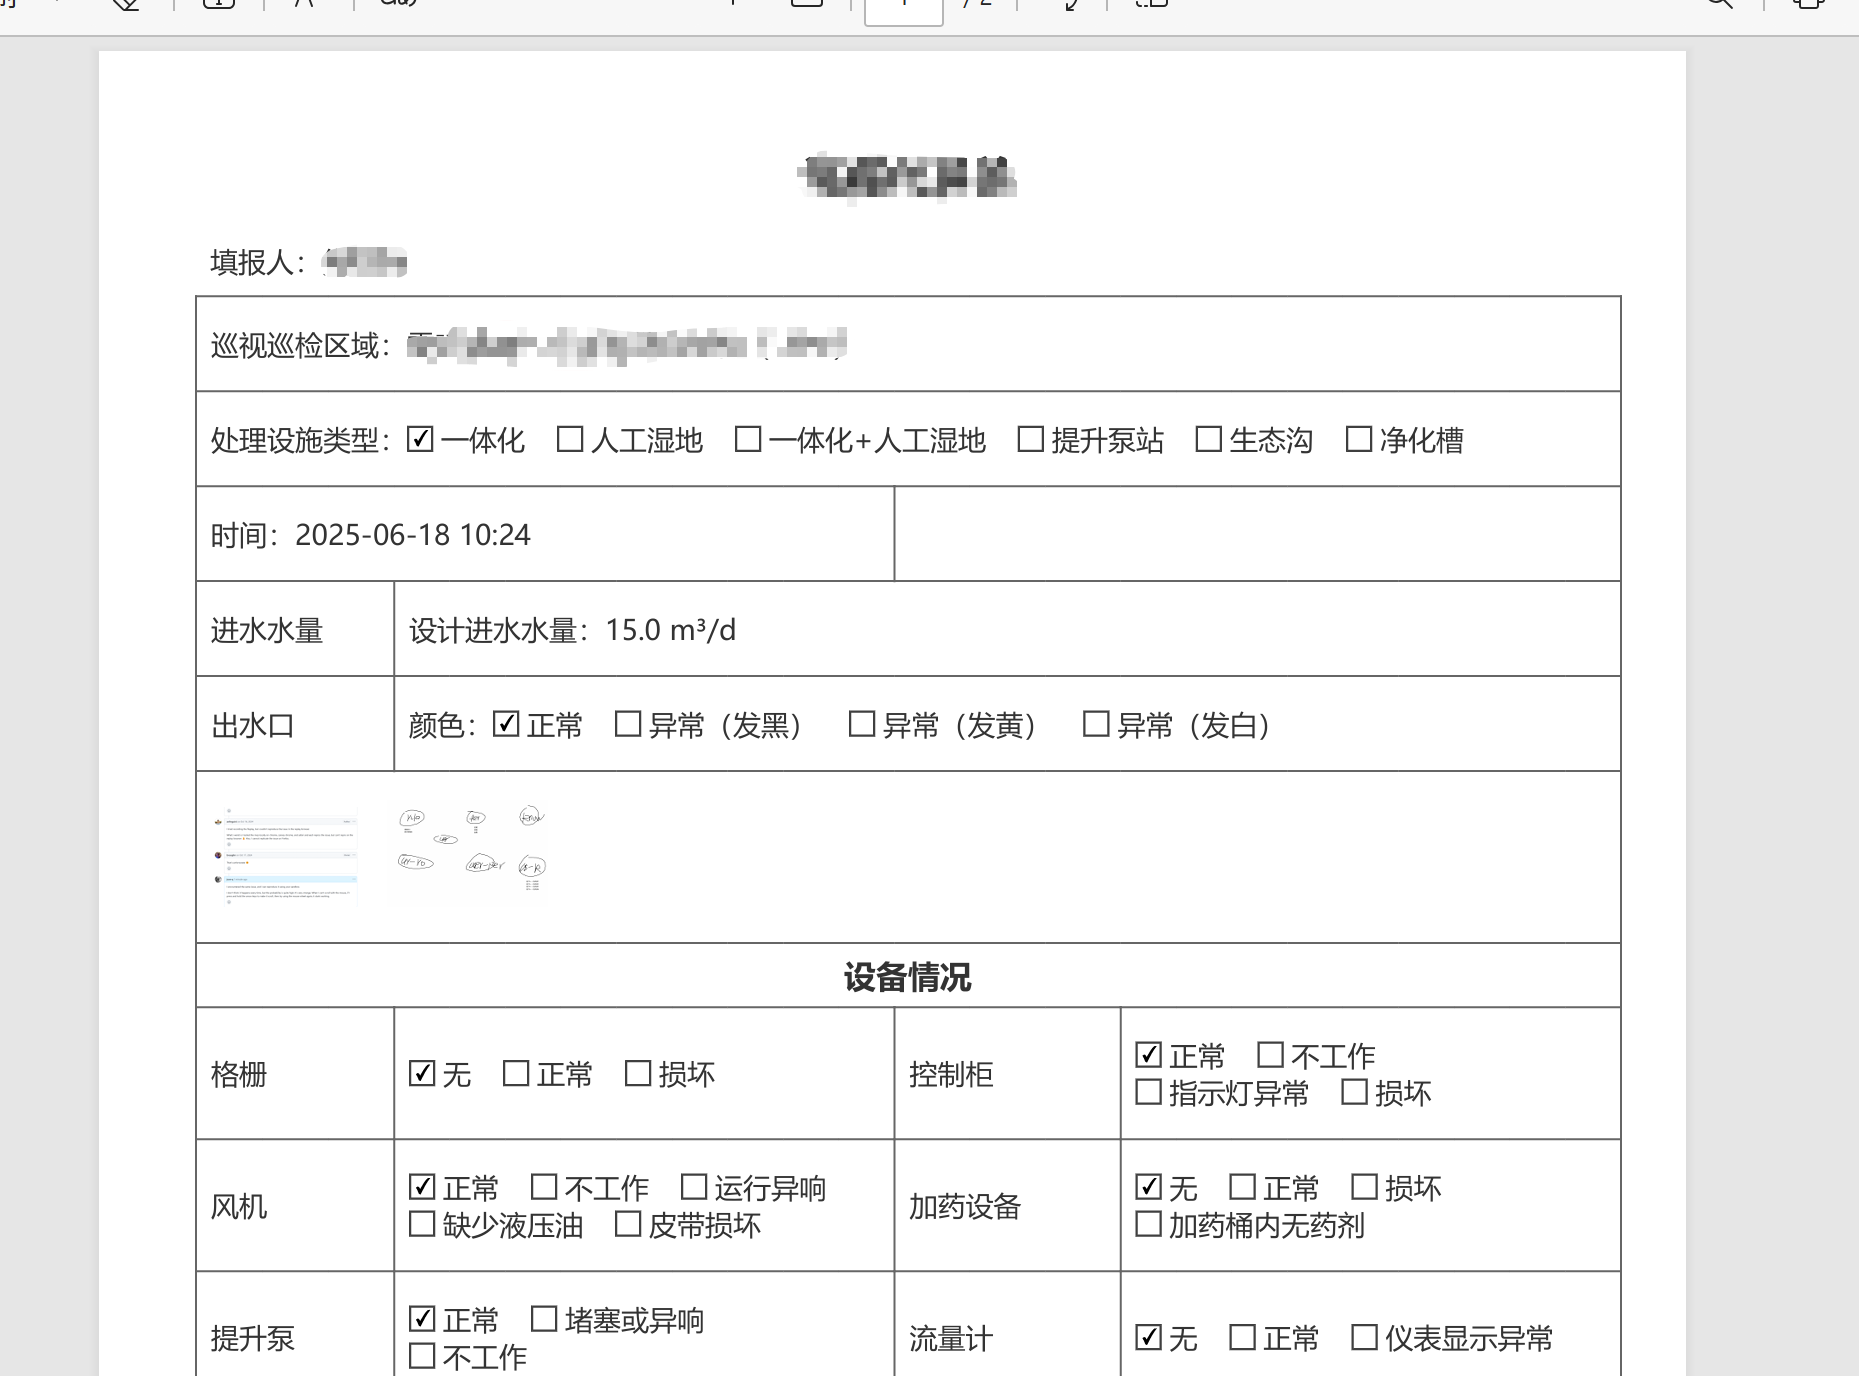 填报人：
巡视巡检区域：
处理设施类型：☑一体化 ☐人工湿地 ☐一体化+人工湿地 ☐提升泵站 ☐生态沟 ☐净化槽
时间：2025-06-18 10:24
进水水量 设计进水水量：15.0 m³/d
出水口 颜色：☑正常 ☐异常（发黑） ☐异常（发黄） ☐异常（发白）
设备情况
格栅 ☑无 ☐正常 ☐损坏
控制柜 ☑正常 ☐不工作
☐指示灯异常 ☐损坏
风机 ☑正常 ☐不工作 ☐运行异响
☐缺少液压油 ☐皮带损坏
加药设备 ☑无 ☐正常 ☐损坏
☐加药桶内无药剂
提升泵 ☑正常 ☐堵塞或异响
☐不工作
流量计 ☑无 ☐正常 ☐仪表显示异常